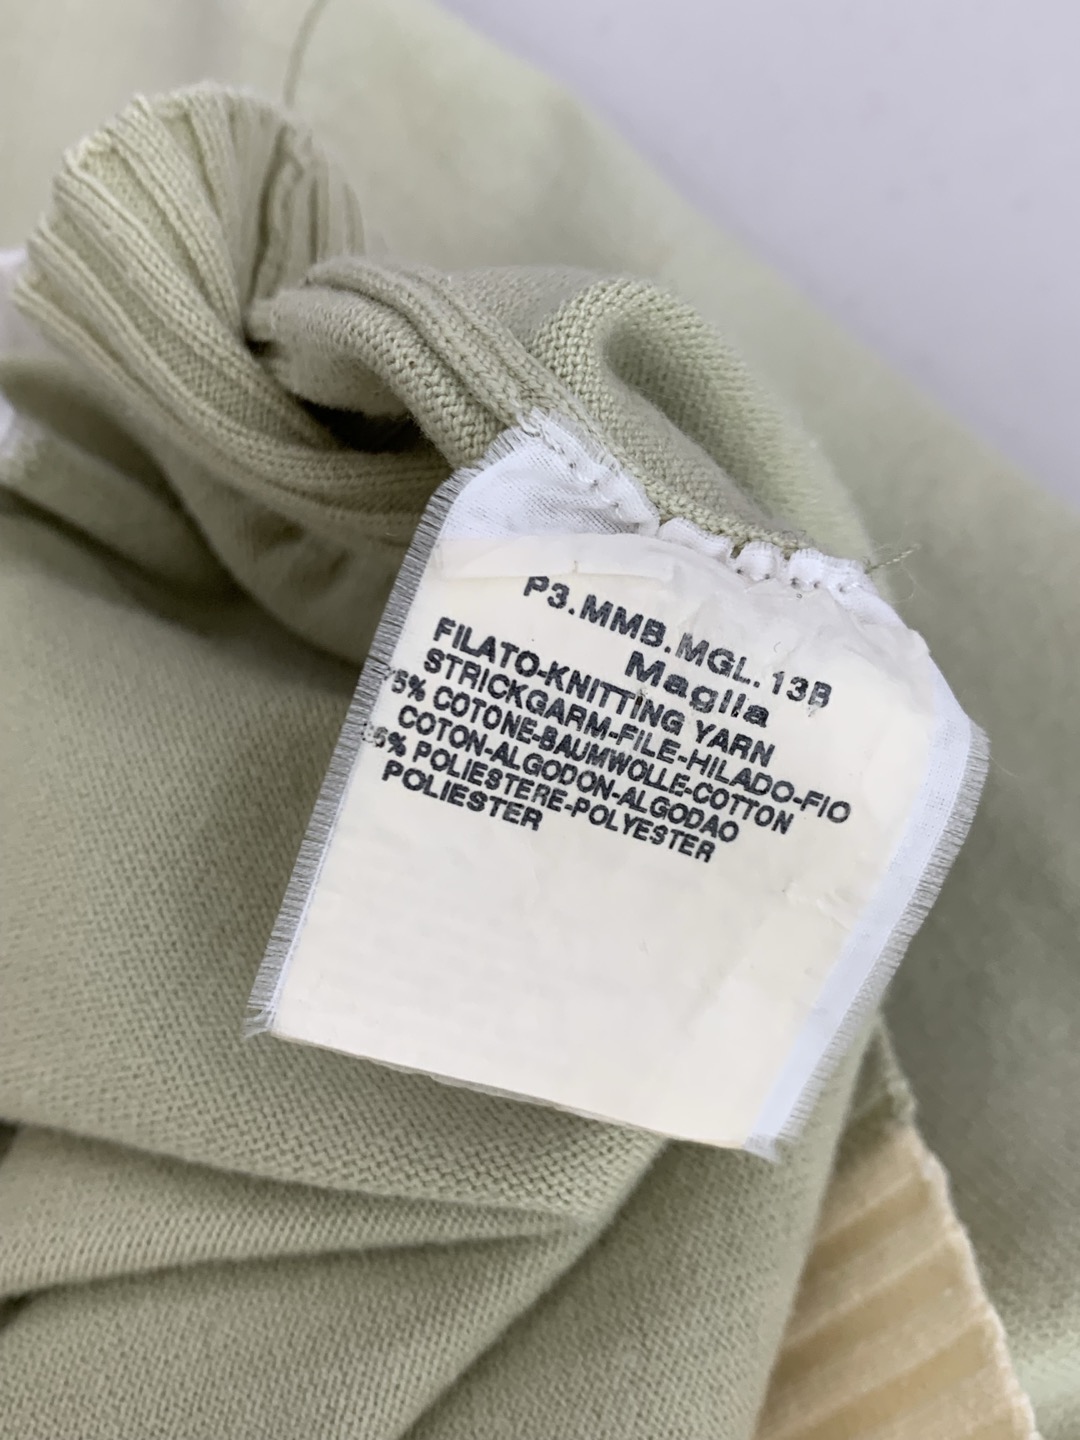 P3.MMB.MGL. 13B
Maglia
FILATO-KNITTING YARN
STRICKGARM-FILE-HILADO-FIO
COTONE-BAUMWOLLE-COTTON
COTON-ALGODON-ALGODAO
POLIESTERE-POLYESTER
POLIESTER